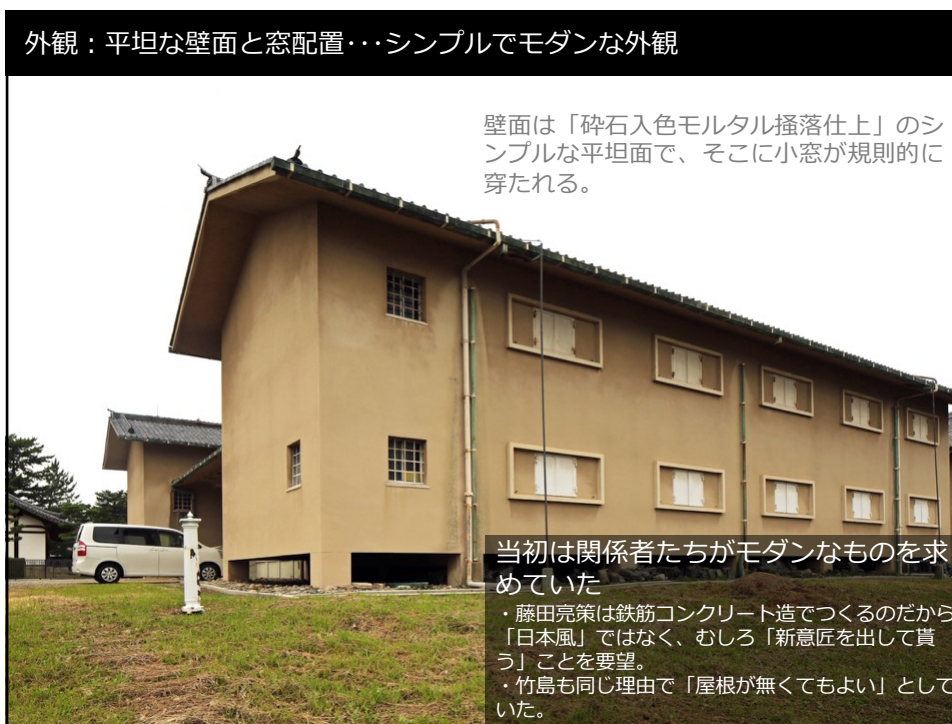 外観：平坦な壁面と窓配置･･･シンプルでモダンな外観
壁面は「砕石入色モルタル掻落仕上」のシ
ンプルな平坦面で、そこに小窓が規則的に
穿たれる。
当初は関係者たちがモダンなものを求
めていた
・藤田亮策は鉄筋コンクリート造でつくるのだから
「日本風」ではなく、むしろ「新意匠を出して貰
う」ことを要望。
・竹島も同じ理由で「屋根が無くてもよい」として
いた。